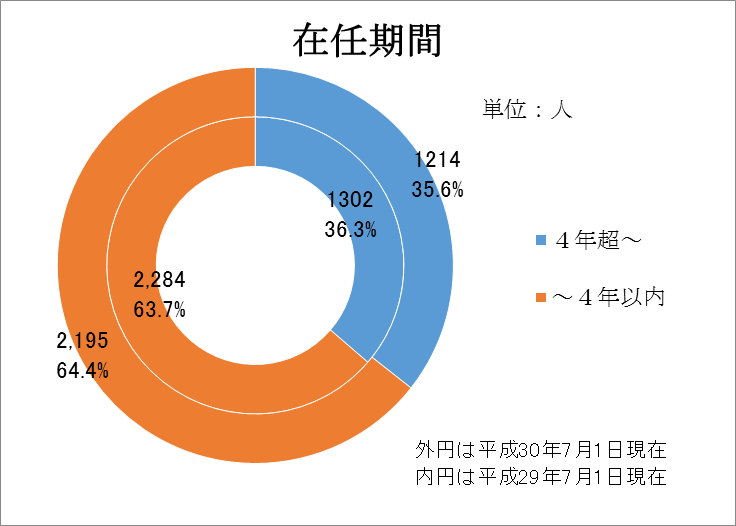 在任期間
単位：人
1214
35.6%
1302
36.3%
４年超～
2,284
63.7%
～４年以内
2,195
64.4%
外円は平成30年7月1日現在
内円は平成29年7月1日現在